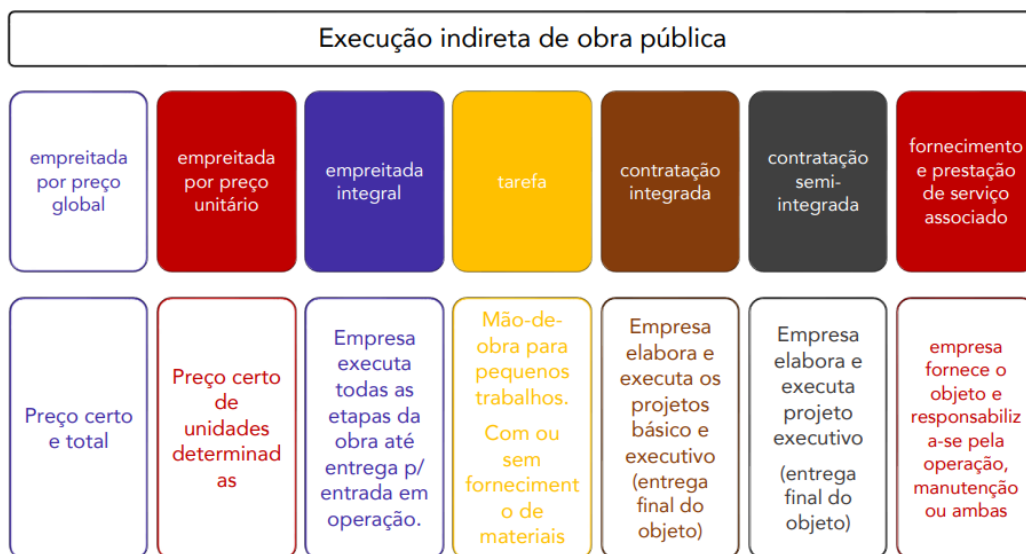 Execução indireta de obra pública
empreitada
por preço
global
empreitada
por preço
unitário
empreitada
integral
tarefa
contratação
integrada
contratação
semi-
integrada
fornecimento
e prestação
de serviço
associado
Preço certo
e total
Preço certo
de
unidades
determinad
as
Empresa
executa
todas as
etapas da
obra até
entrega p/
entrada em
operação.
Mão-de-
obra para
pequenos
trabalhos.
Com ou
sem
forneciment
o de
materiais
Empresa
elabora e
executa os
projetos
básico e
executivo
(entrega
final do
objeto)
Empresa
elabora e
executa
projeto
executivo
(entrega
final do
objeto)
empresa
fornece o
objeto e
responsabiliz
a-se pela
operação,
manutenção
ou ambas